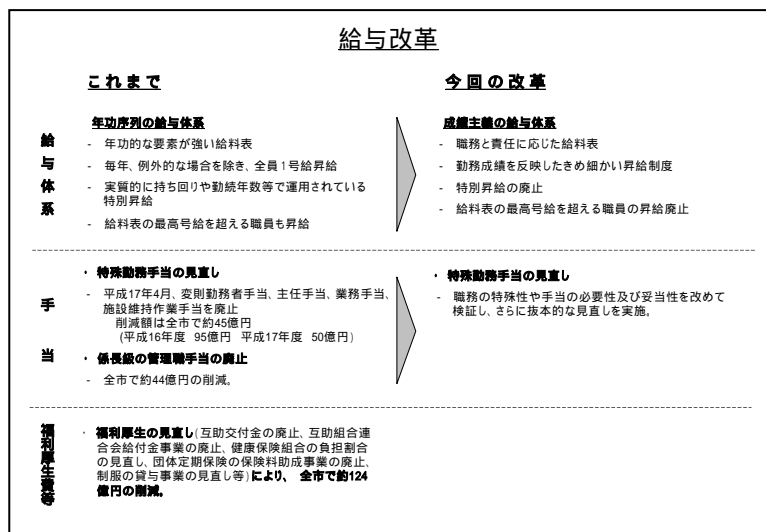 給与改革
これまで
今回の改革
給与体系
年功序列の給与体系
- 年功的な要素が強い給料表
- 毎年、例外的な場合を除き、全員1号給昇給
- 実質的に持ち回りや勤続年数等で運用されている
特別昇給
- 給料表の最高号給を超える職員も昇給
成績主義の給与体系
- 職務と責任に応じた給料表
- 勤務成績を反映したきめ細かい昇給制度
- 特別昇給の廃止
- 給料表の最高号給を超える職員の昇給廃止
手当
・ 特殊勤務手当の見直し
- 平成17年4月、変則勤務者手当、主任手当、業務手当、
施設維持作業手当を廃止
削減額は全市で約45億円
(平成16年度 95億円 平成17年度 50億円)
・ 係長級の管理職手当の廃止
- 全市で約44億円の削減。
・ 特殊勤務手当の見直し
- 職務の特殊性や手当の必要性及び妥当性を改めて
検証し、さらに抜本的な見直しを実施。
福利厚生費等
・ 福利厚生の見直し(互助交付金の廃止、互助組合連
合会給付金事業の廃止、健康保険組合の負担割合
の見直し、団体定期保険の保険料助成事業の廃止、
制服の貸与事業の見直し等)により、 全市で約124
億円の削減。